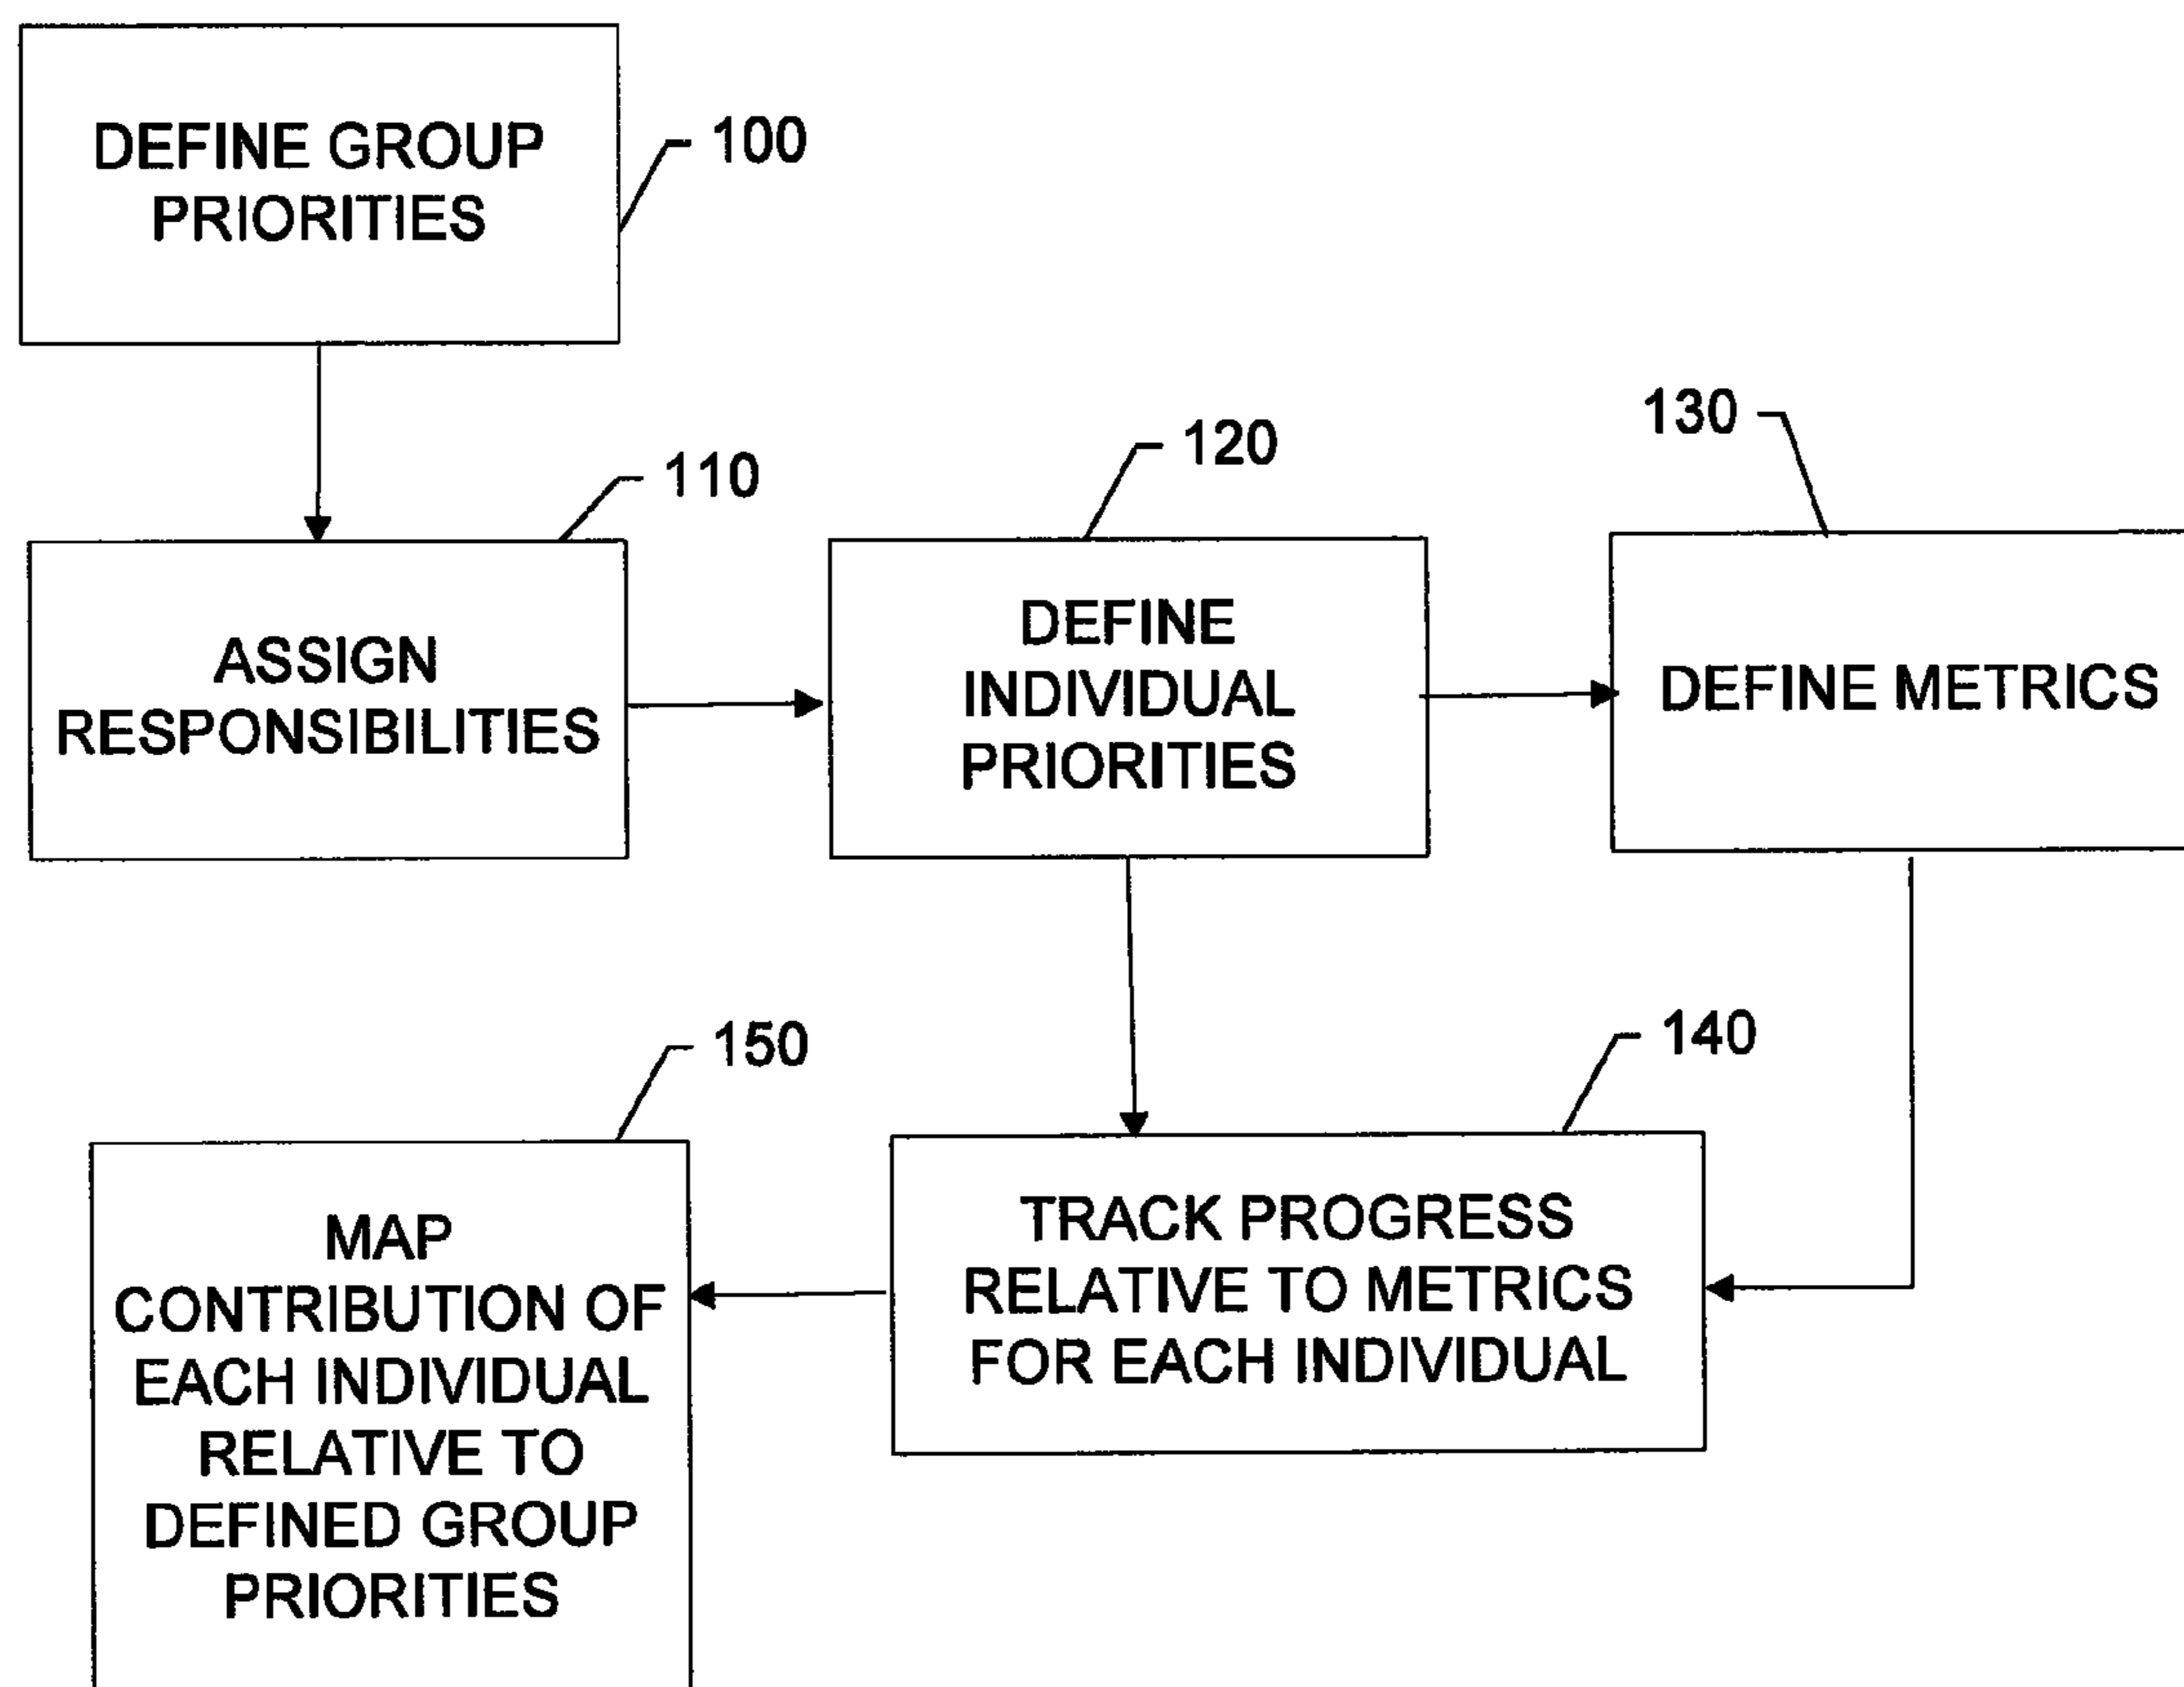 DEFINE GROUP
PRIORITIES
100
110
ASSIGN
RESPONSIBILITIES
120
DEFINE
INDIVIDUAL
PRIORITIES
130
DEFINE METRICS
140
TRACK PROGRESS
RELATIVE TO METRICS
FOR EACH INDIVIDUAL
150
MAP
CONTRIBUTION OF
EACH INDIVIDUAL
RELATIVE TO
DEFINED GROUP
PRIORITIES